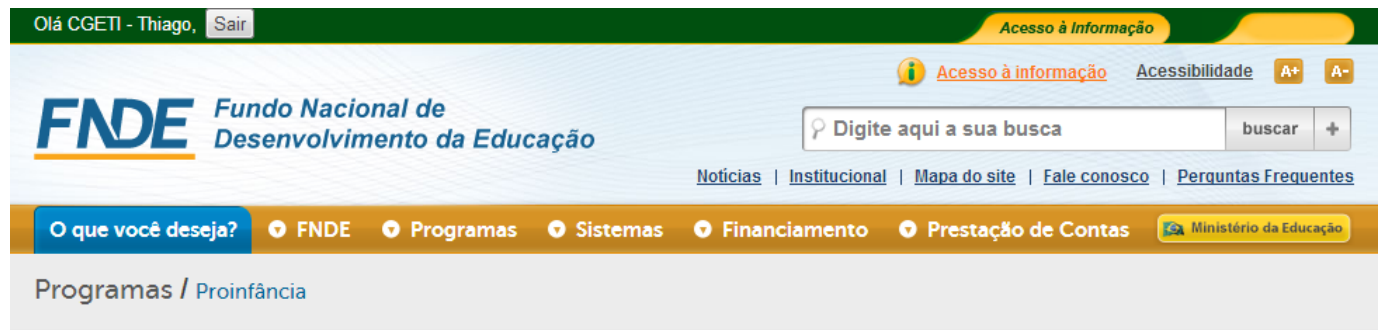 Olá CGETI - Thiago, Sair
Acesso à Informação
Acesso à informação Acessibilidade A+ A-
FNDE Fundo Nacional de
Desenvolvimento da Educação
Digite aqui a sua busca buscar +
Notícias | Institucional | Mapa do site | Fale conosco | Perguntas Frequentes
O que você deseja? FNDE Programas Sistemas Financiamento Prestação de Contas Ministério da Educação
Programas / Proinfância